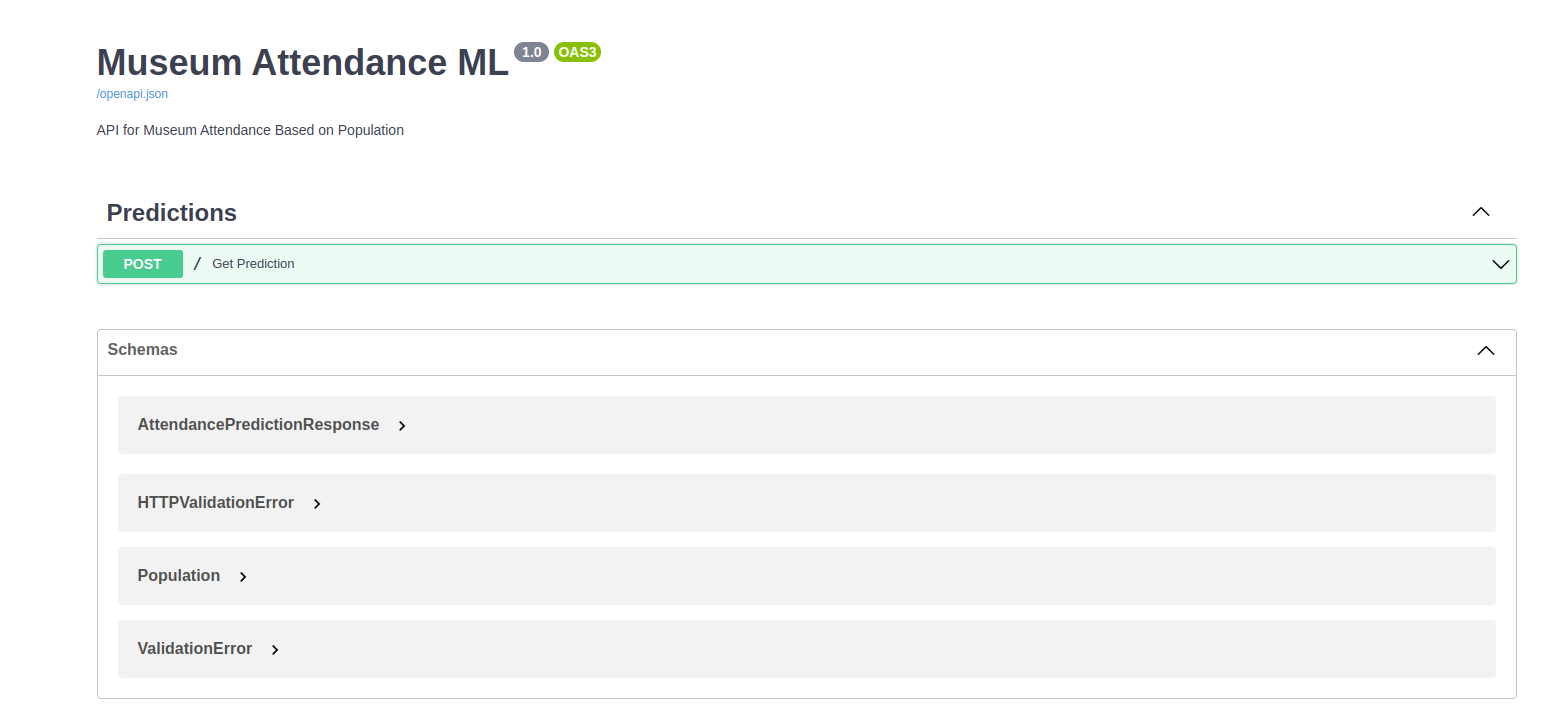 Museum Attendance ML 1.0 OAS3
/openapi.json
API for Museum Attendance Based on Population
Predictions
POST / Get Prediction
Schemas
AttendancePredictionResponse
HTTPValidationError
Population
ValidationError